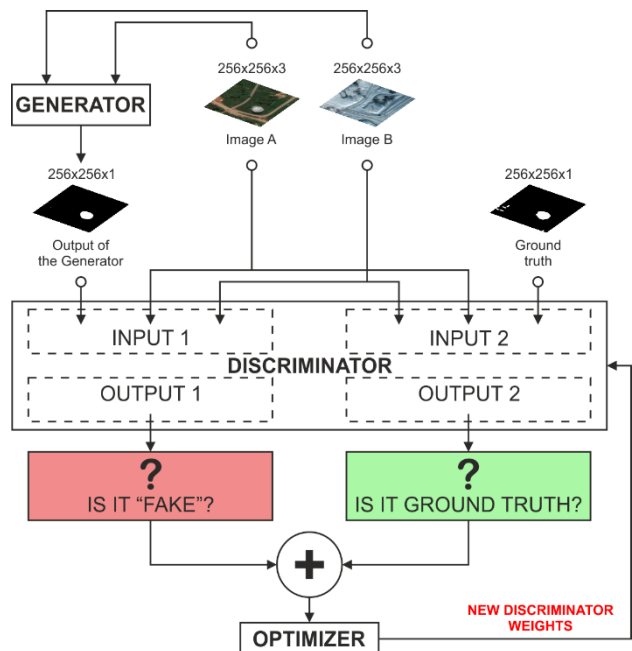 256x256x3
256x256x3
GENERATOR
Image A
Image B
256x256x1
256x256x1
Output of
the Generator
Ground
truth
INPUT 1
INPUT 2
DISCRIMINATOR
OUTPUT 1
OUTPUT 2
?
IS IT “FAKE”?
?
IS IT GROUND TRUTH?
+
NEW DISCRIMINATOR
WEIGHTS
OPTIMIZER